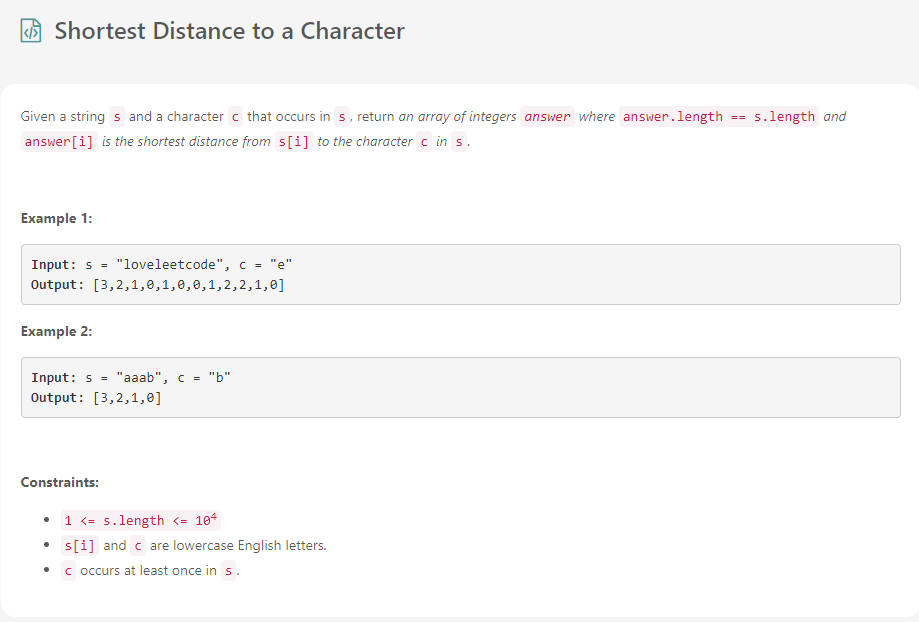 Shortest Distance to a Character
Given a string s and a character c that occurs in s, return an array of integers answer where answer.length == s.length and
answer[i] is the shortest distance from s[i] to the character c in s.
Example 1:
Input: s = "loveleetcode", c = "e"
Output: [3,2,1,0,1,0,0,1,2,2,1,0]
Example 2:
Input: s = "aaab", c = "b"
Output: [3,2,1,0]
Constraints:
• 1 <= s.length <= 10⁴
• s[i] and c are lowercase English letters.
• c occurs at least once in s.